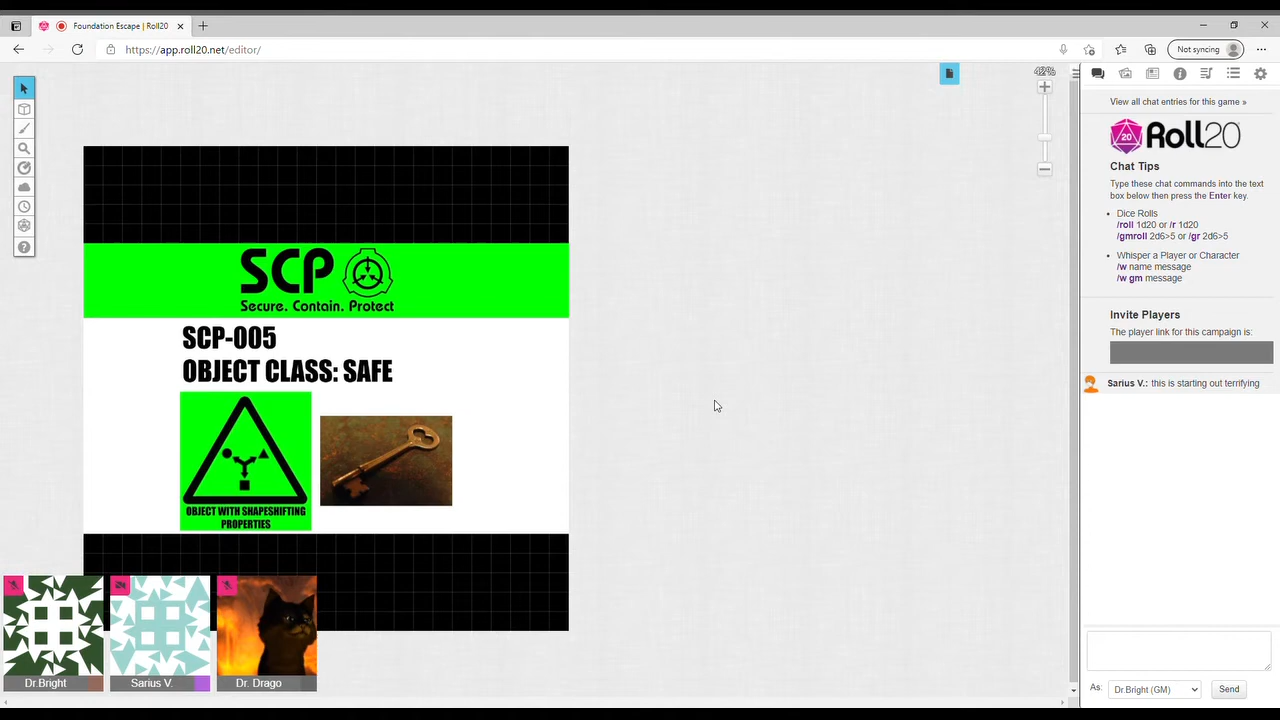 Foundation Escape | Roll20
https://app.roll20.net/editor/
Not syncing
42%
View all chat entries for this game »
20 Roll20
Chat Tips
Type these chat commands into the text
box below then press the Enter key.
• Dice Rolls
/roll 1d20 or /r 1d20
/gmroll 2d6>5 or /gr 2d6>5
• Whisper a Player or Character
/w name message
/w gm message
Invite Players
The player link for this campaign is:
Sarius V.: this is starting out terrifying
SCP
Secure. Contain. Protect
SCP-005
OBJECT CLASS: SAFE
OBJECT WITH SHAPESHIFTING
PROPERTIES
Dr.Bright
Sarius V.
Dr. Drago
As:
Dr.Bright (GM)
Send